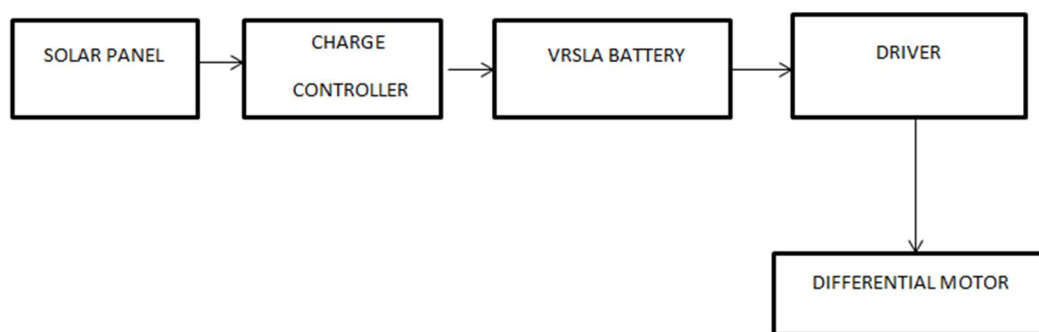 SOLAR PANEL
CHARGE
CONTROLLER
VRSLA BATTERY
DRIVER
DIFFERENTIAL MOTOR